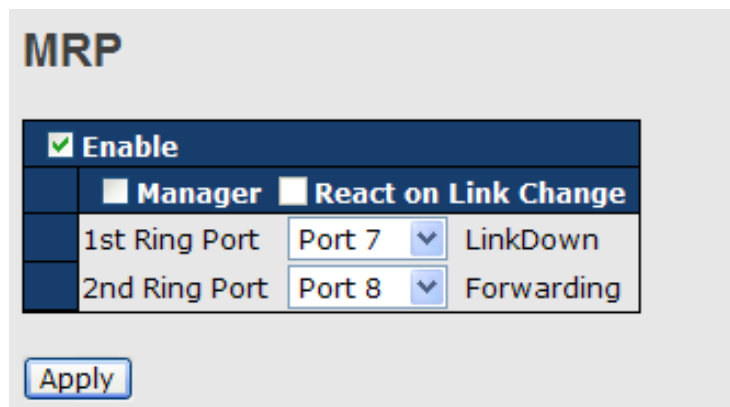 MRP
Enable
Manager React on Link Change
1st Ring Port Port 7 LinkDown
2nd Ring Port Port 8 Forwarding
Apply